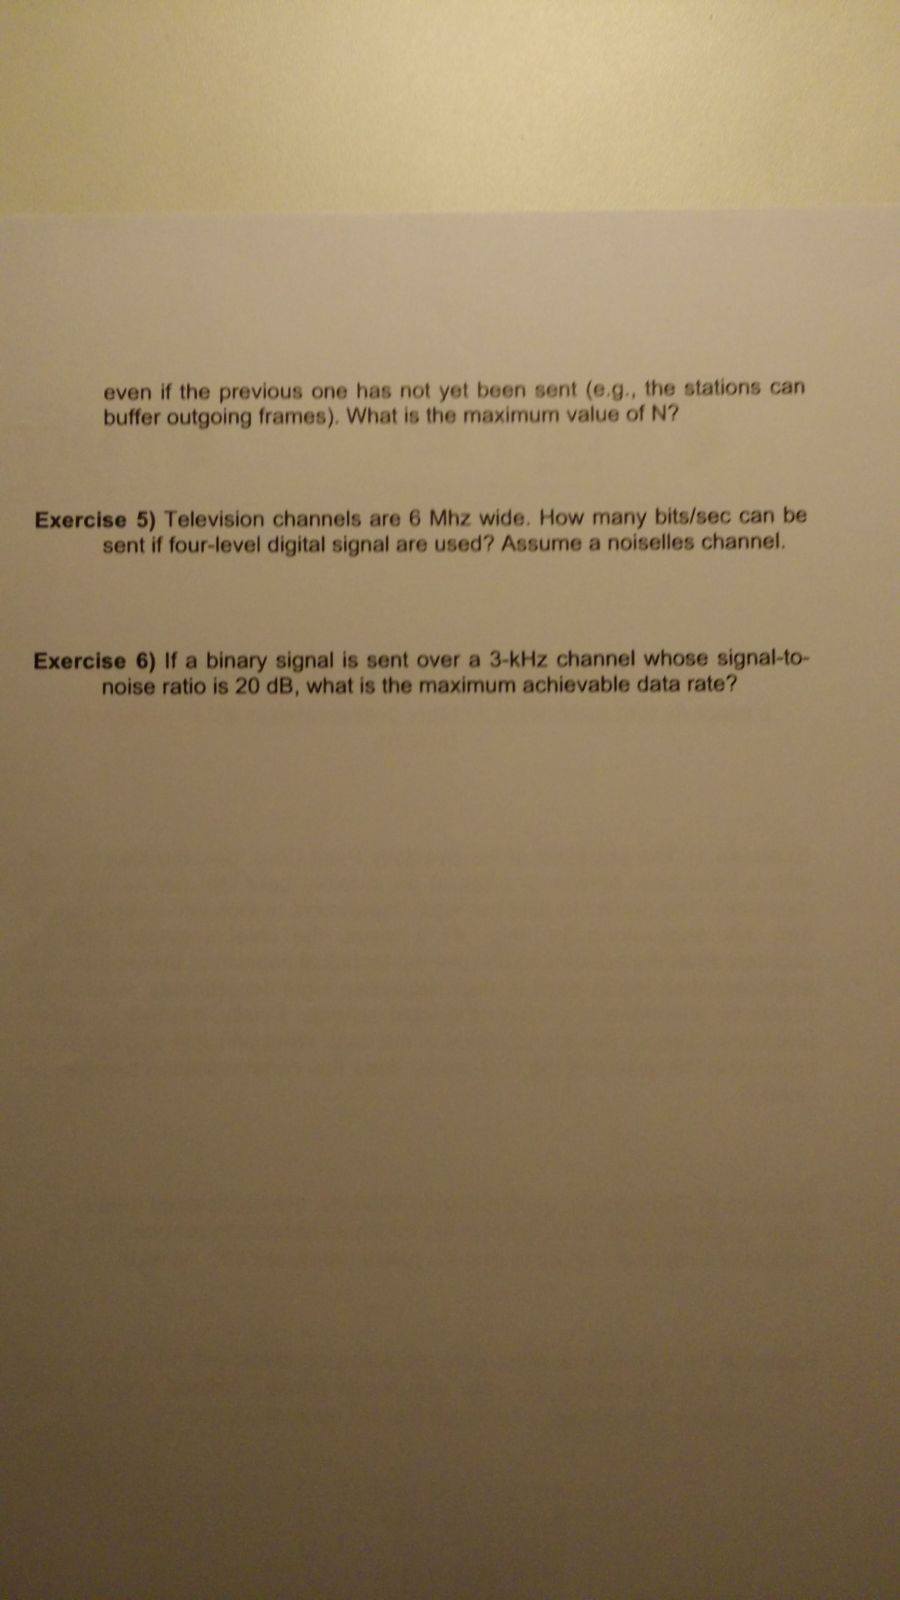 even if the previous one has not yet been sent (e.g., the stations can
buffer outgoing frames). What is the maximum value of N?
Exercise 5) Television channels are 6 Mhz wide. How many bits/sec can be
sent if four-level digital signal are used? Assume a noiselles channel.
Exercise 6) If a binary signal is sent over a 3-kHz channel whose signal-to-
noise ratio is 20 dB, what is the maximum achievable data rate?